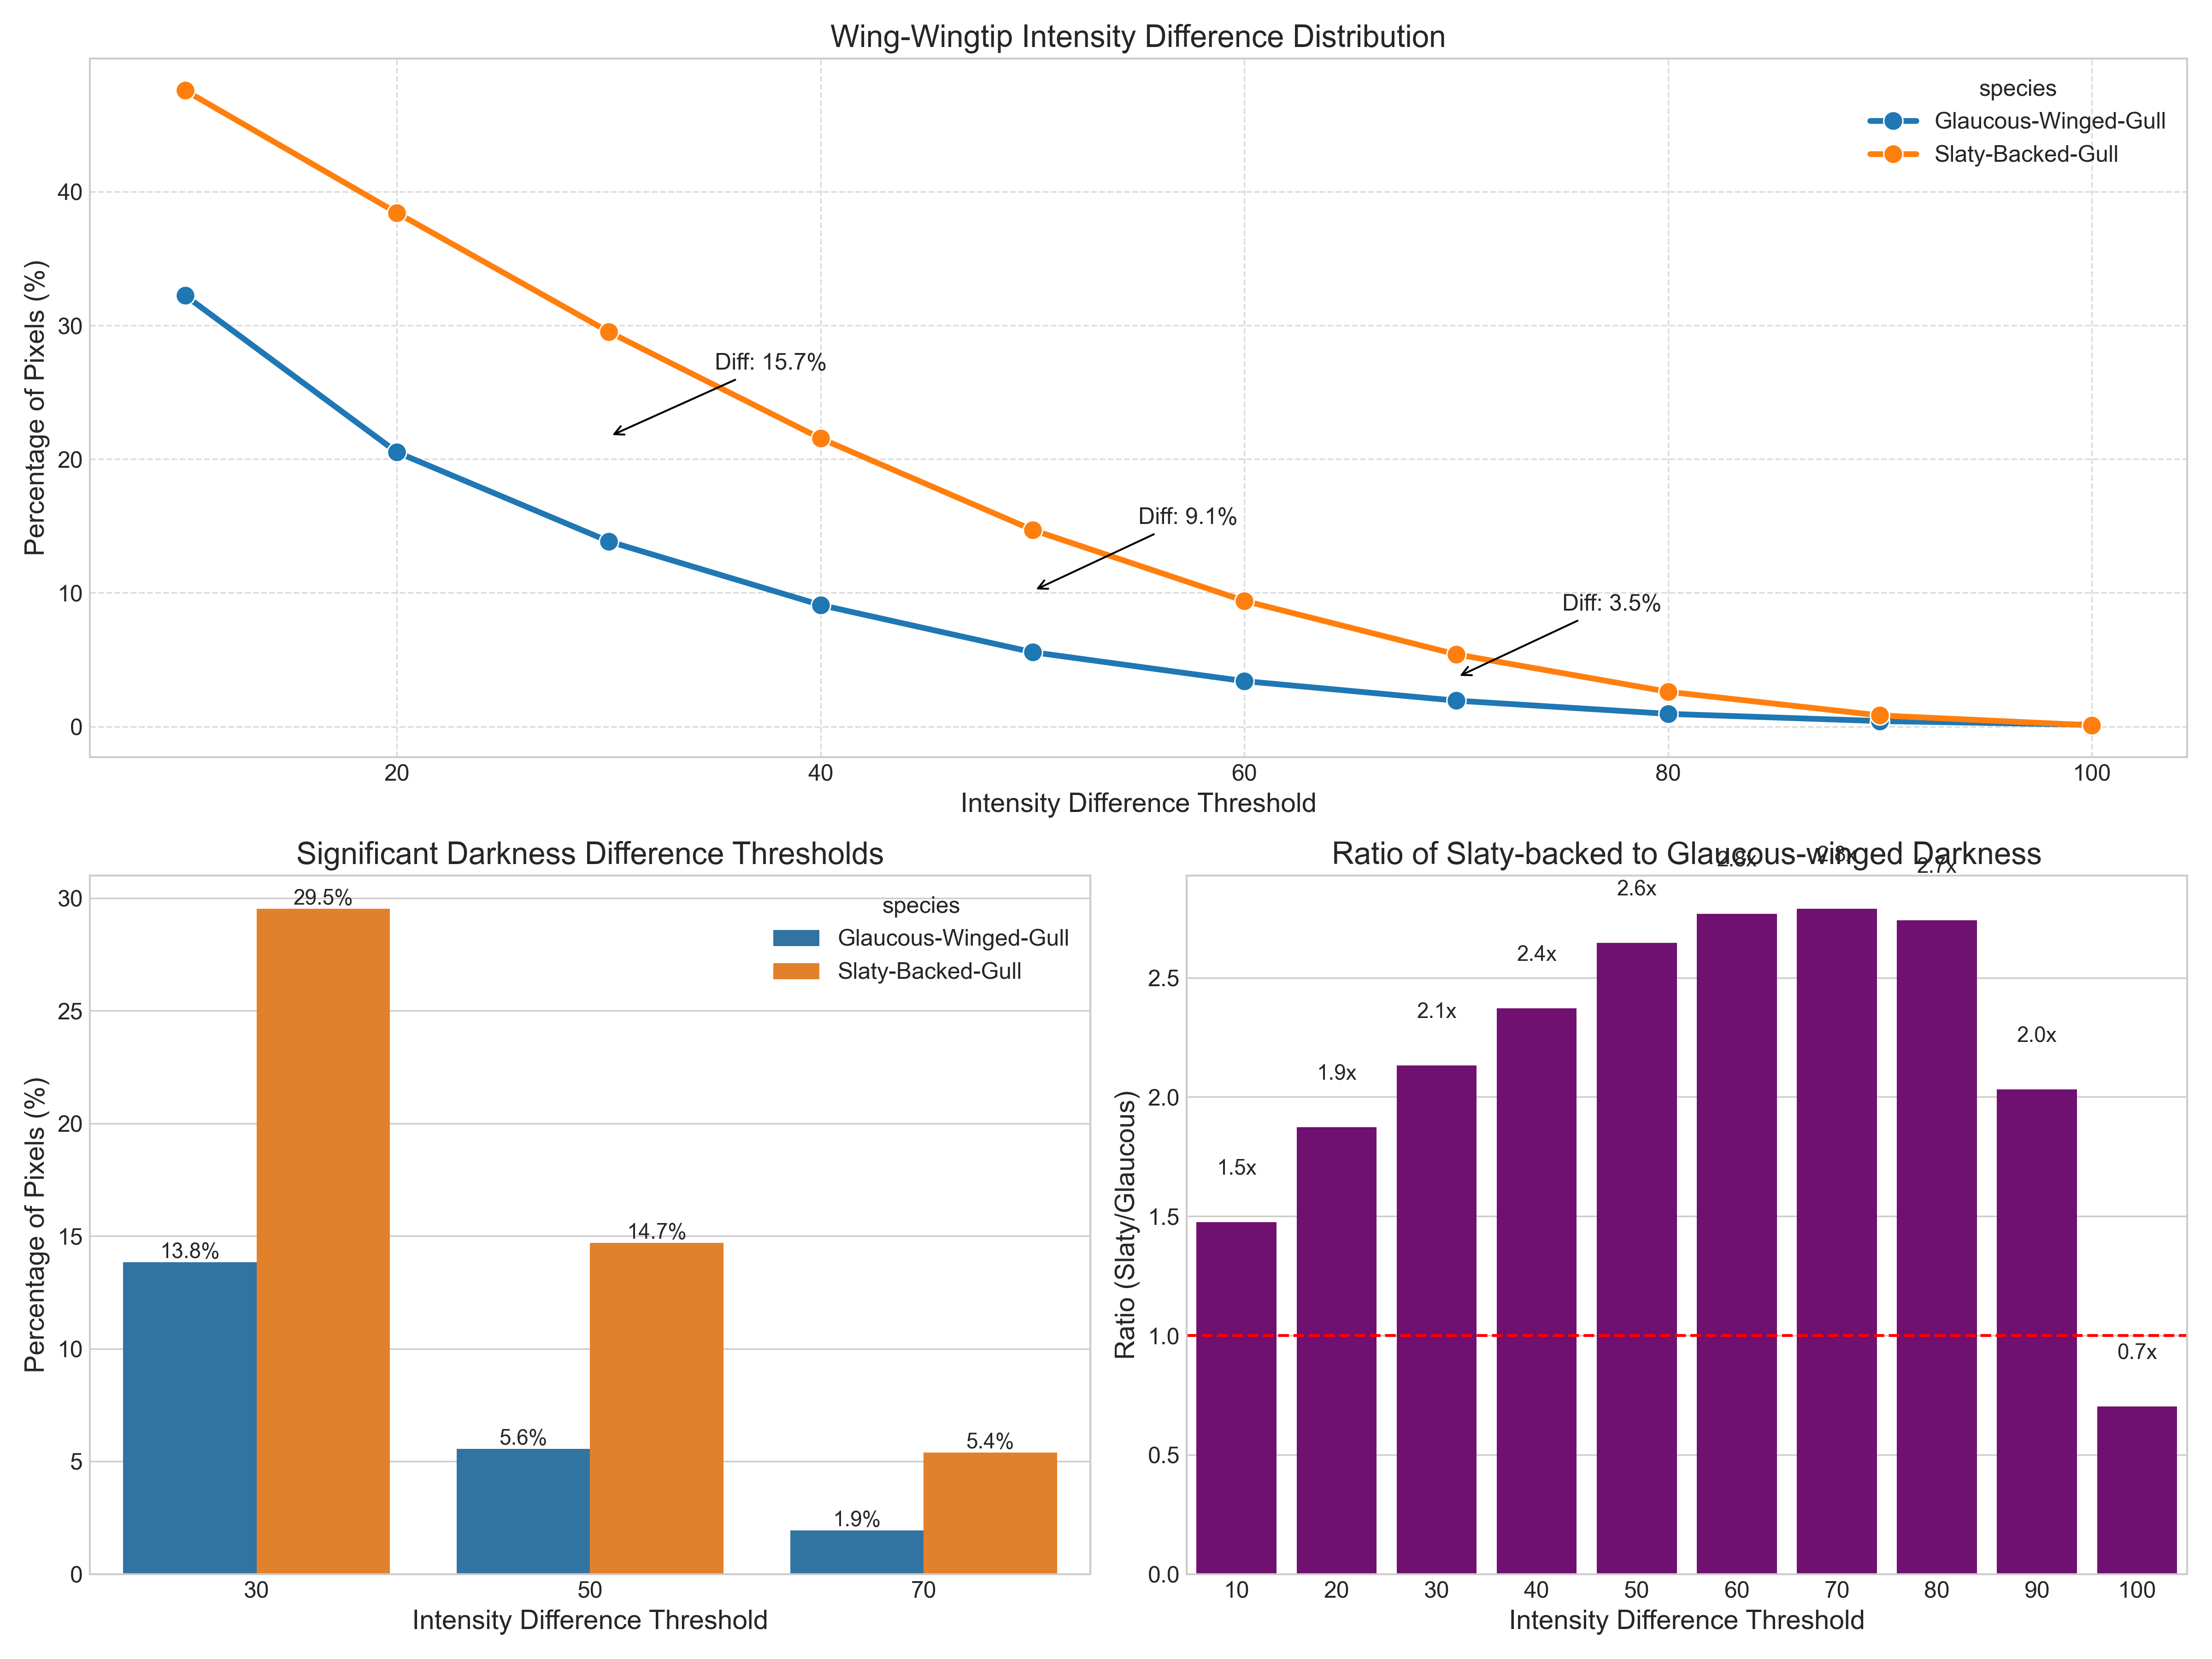 Wing-Wingtip Intensity Difference Distribution
Percentage of Pixels (%)
40
30
20
10
0
species
Glaucous-Winged-Gull
Slaty-Backed-Gull
Diff: 15.7%
Diff: 9.1%
Diff: 3.5%
20 40 60 80 100
Intensity Difference Threshold
Significant Darkness Difference Thresholds
Percentage of Pixels (%)
30
25
20
15
10
5
0
species
Glaucous-Winged-Gull
Slaty-Backed-Gull
13.8% 29.5%
5.6% 14.7%
1.9% 5.4%
30 50 70
Intensity Difference Threshold
Ratio of Slaty-backed to Glaucous-winged Darkness
Ratio (Slaty/Glaucous)
2.5
2.0
1.5
1.0
0.5
0.0
1.5x 1.9x 2.1x 2.4x 2.6x 2.8x 2.8x 2.7x 2.0x 0.7x
10 20 30 40 50 60 70 80 90 100
Intensity Difference Threshold